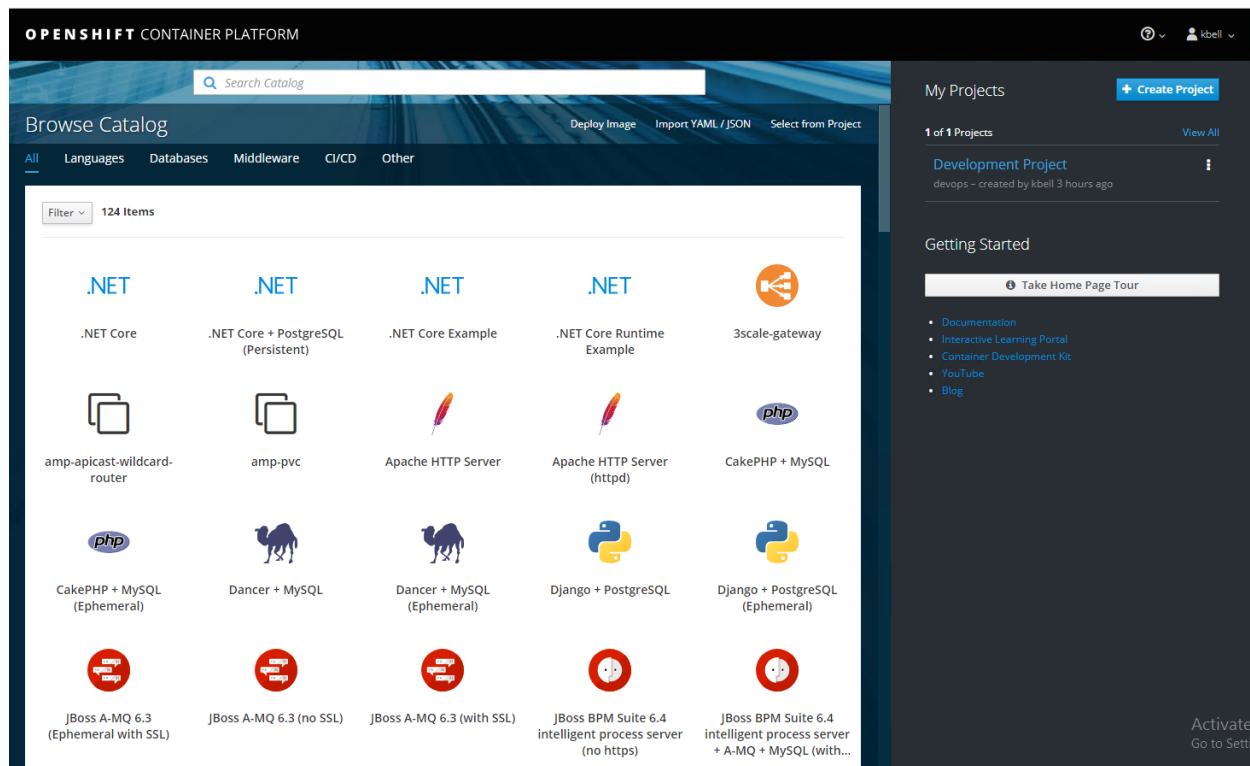 OPENSHIFT CONTAINER PLATFORM
kbell
Search Catalog
Browse Catalog
Deploy Image Import YAML / JSON Select from Project
All Languages Databases Middleware CI/CD Other
Filter 124 Items
.NET .NET .NET .NET
.NET Core .NET Core + PostgreSQL .NET Core Example .NET Core Runtime 3scale-gateway
(Persistent) Example
php
amp-apicast-wildcard- amp-pvc Apache HTTP Server Apache HTTP Server CakePHP + MySQL
router (httpd)
php
CakePHP + MySQL Dancer + MySQL Dancer + MySQL Django + PostgreSQL Django + PostgreSQL
(Ephemeral) (Ephemeral) (Ephemeral)
JBoss A-MQ 6.3 JBoss A-MQ 6.3 (no SSL) JBoss A-MQ 6.3 (with SSL) JBoss BPM Suite 6.4 JBoss BPM Suite 6.4
(Ephemeral with SSL) intelligent process server intelligent process server
(no https) + A-MQ + MySQL (with...
My Projects
+ Create Project
1 of 1 Projects View All
Development Project
devops – created by kbell 3 hours ago
Getting Started
Take Home Page Tour
Documentation
Interactive Learning Portal
Container Development Kit
YouTube
Blog
Activate
Go to Sett